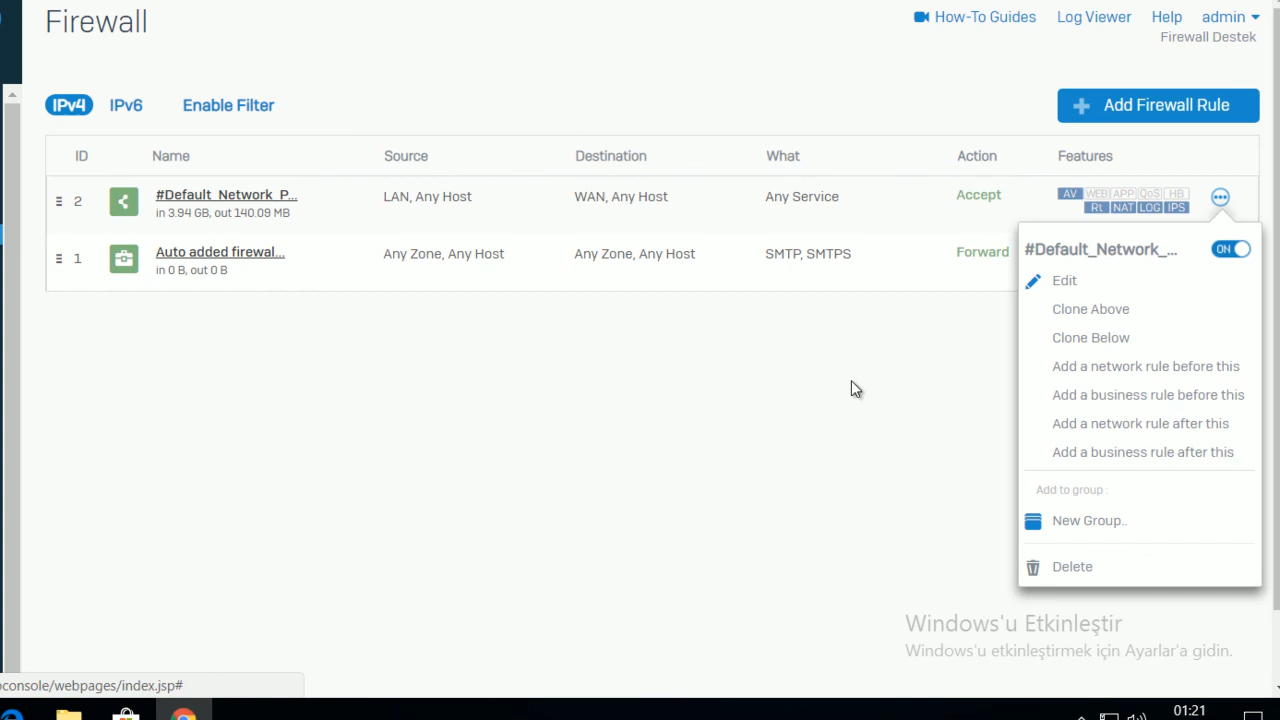 Firewall
How-To Guides Log Viewer Help admin
Firewall Destek
IPv4 IPv6 Enable Filter
Add Firewall Rule
ID Name Source Destination What Action Features
2 #Default_Network_P... LAN, Any Host WAN, Any Host Any Service Accept AV WEB APP QoS HB
in 3.94 GB, out 140.09 MB Rt NAT LOG IPS
1 Auto added firewal... Any Zone, Any Host Any Zone, Any Host SMTP, SMTPS Forward
in 0 B, out 0 B
#Default_Network_... ON
Edit
Clone Above
Clone Below
Add a network rule before this
Add a business rule before this
Add a network rule after this
Add a business rule after this
Add to group :
New Group..
Delete
Windows'u Etkinleştir
Windows'u etkinleştirmek için Ayarlar'a gidin.
console/webpages/index.jsp#
01:21